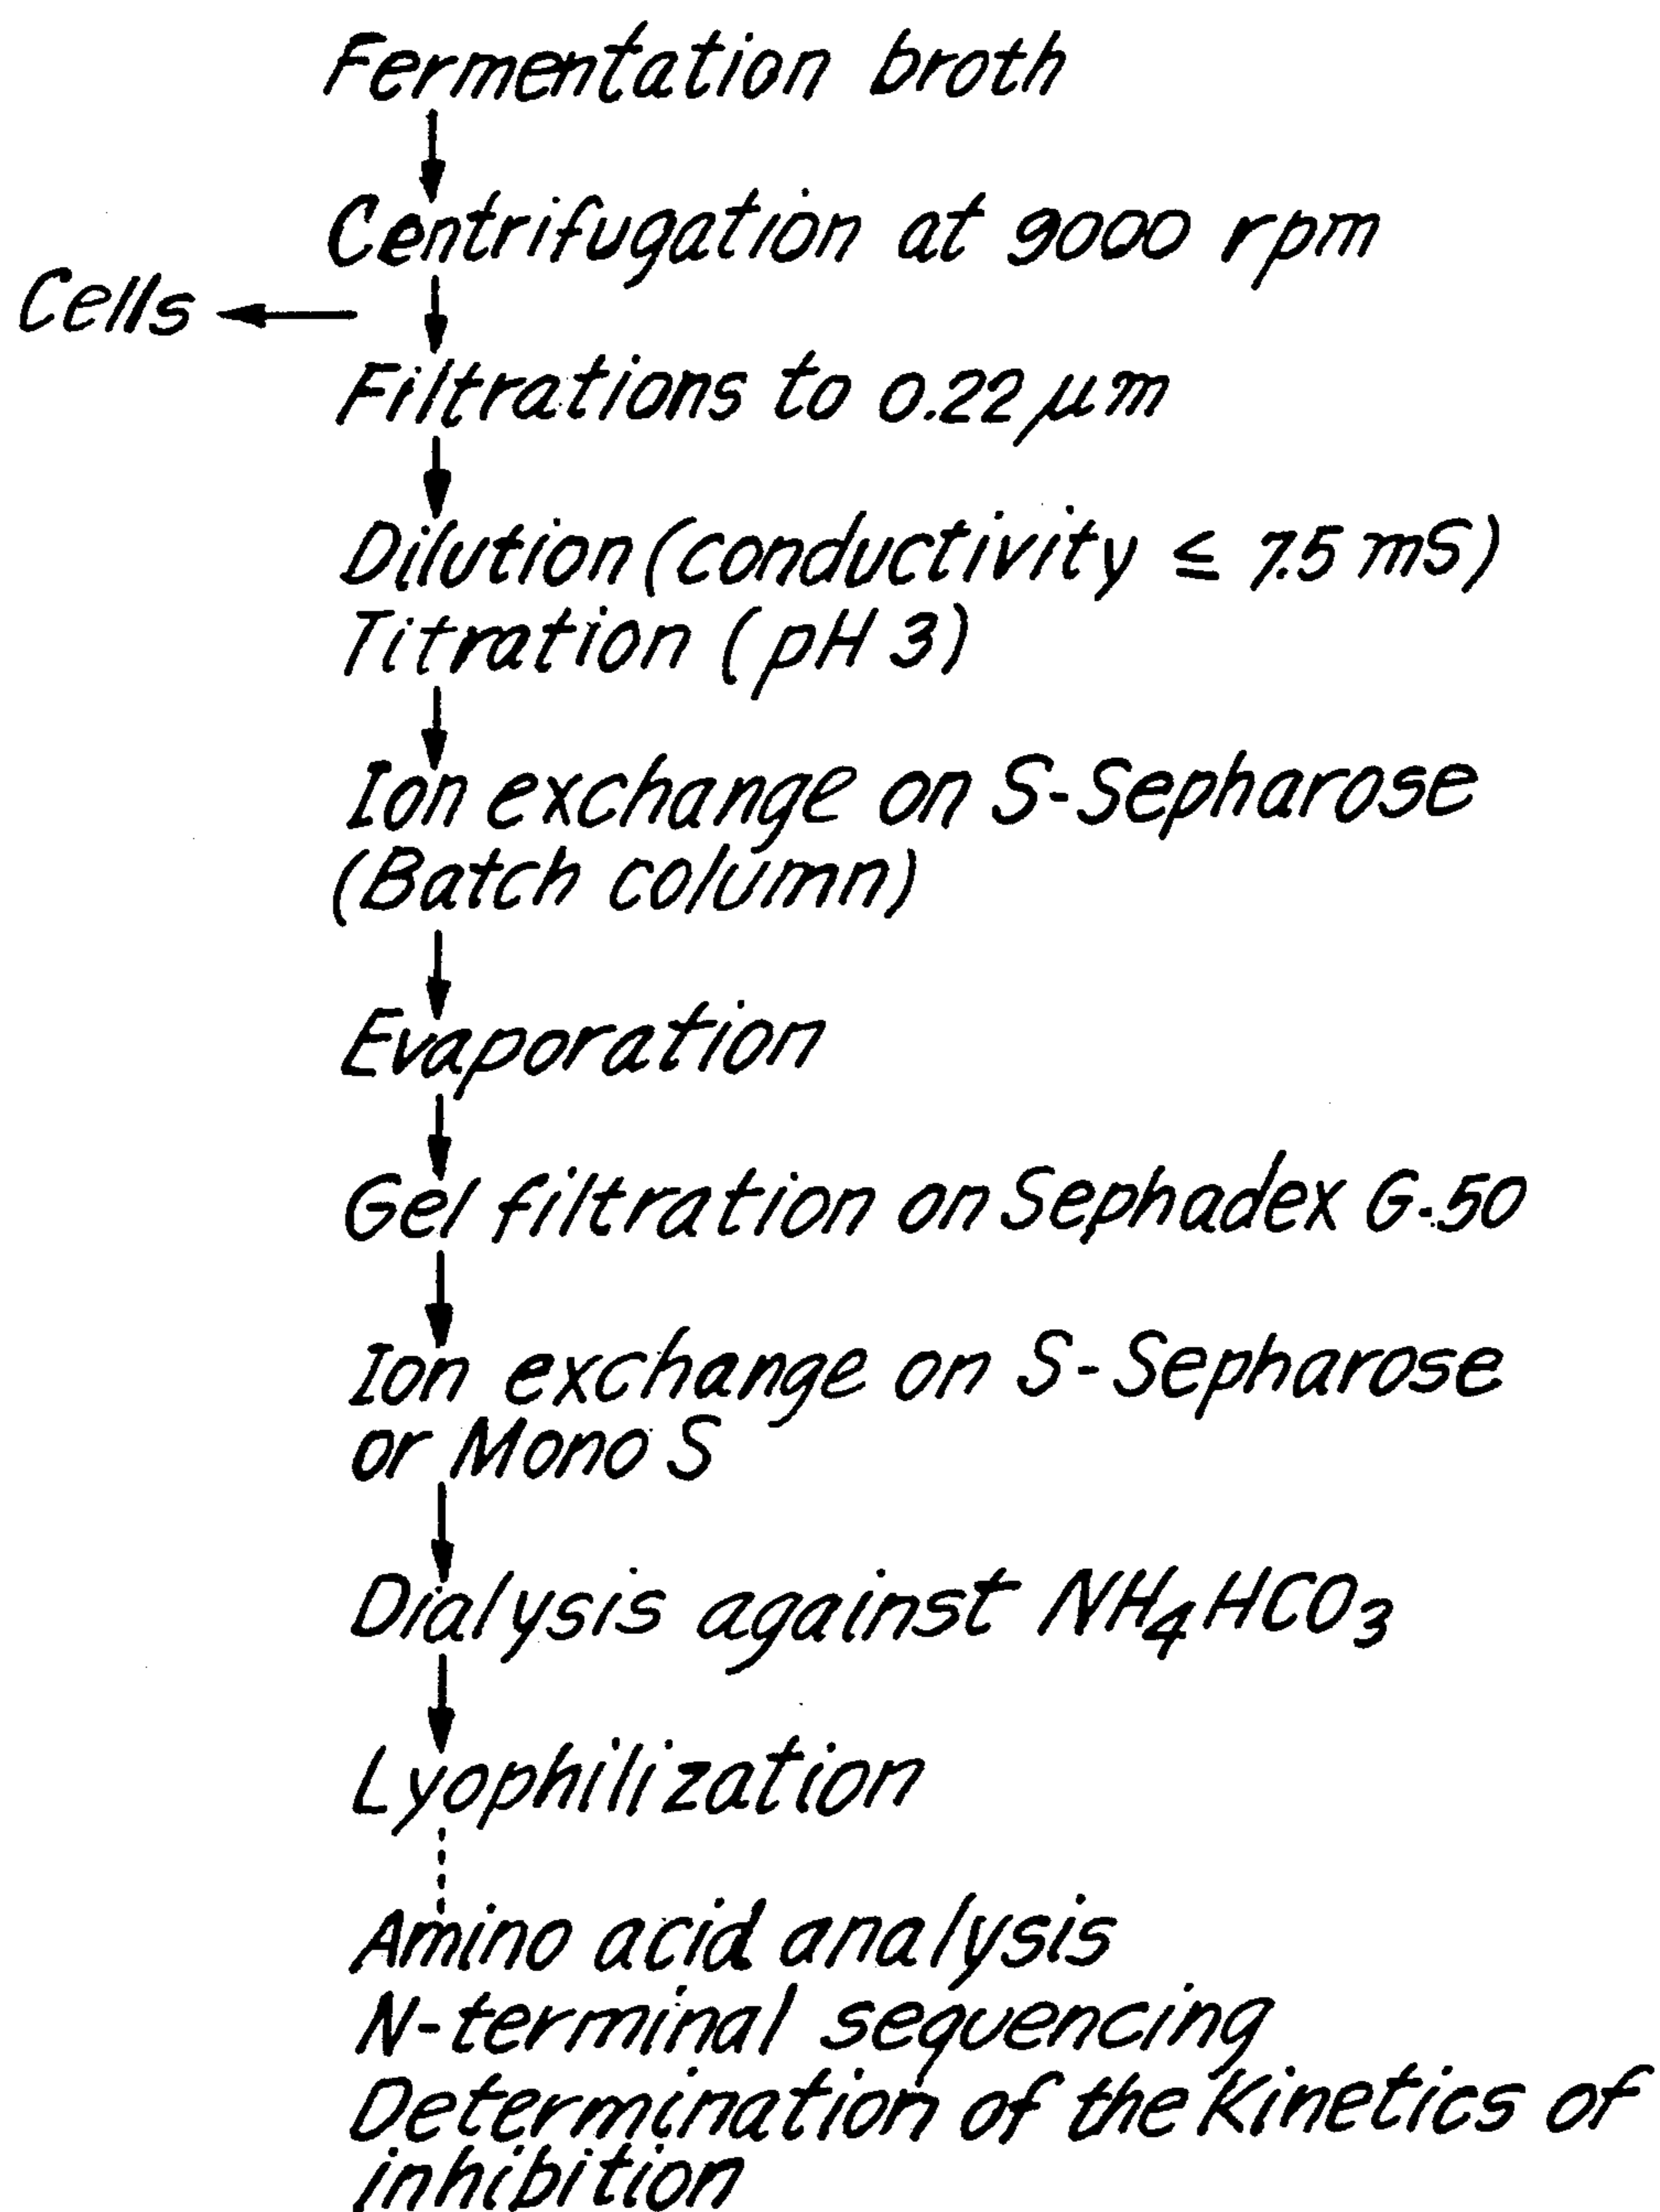 Fermentation broth
Centrifugation at 9000 rpm
Cells
Filtrations to 0.22 µm
Dilution (conductivity ≤ 7.5 mS)
Titration (pH 3)
Ion exchange on S-Sepharose
(Batch column)
Evaporation
Gel filtration on Sephadex G-50
Ion exchange on S-Sepharose
or Mono S
Dialysis against NH₄HCO₃
Lyophilization
Amino acid analysis
N-terminal sequencing
Determination of the Kinetics of
inhibition